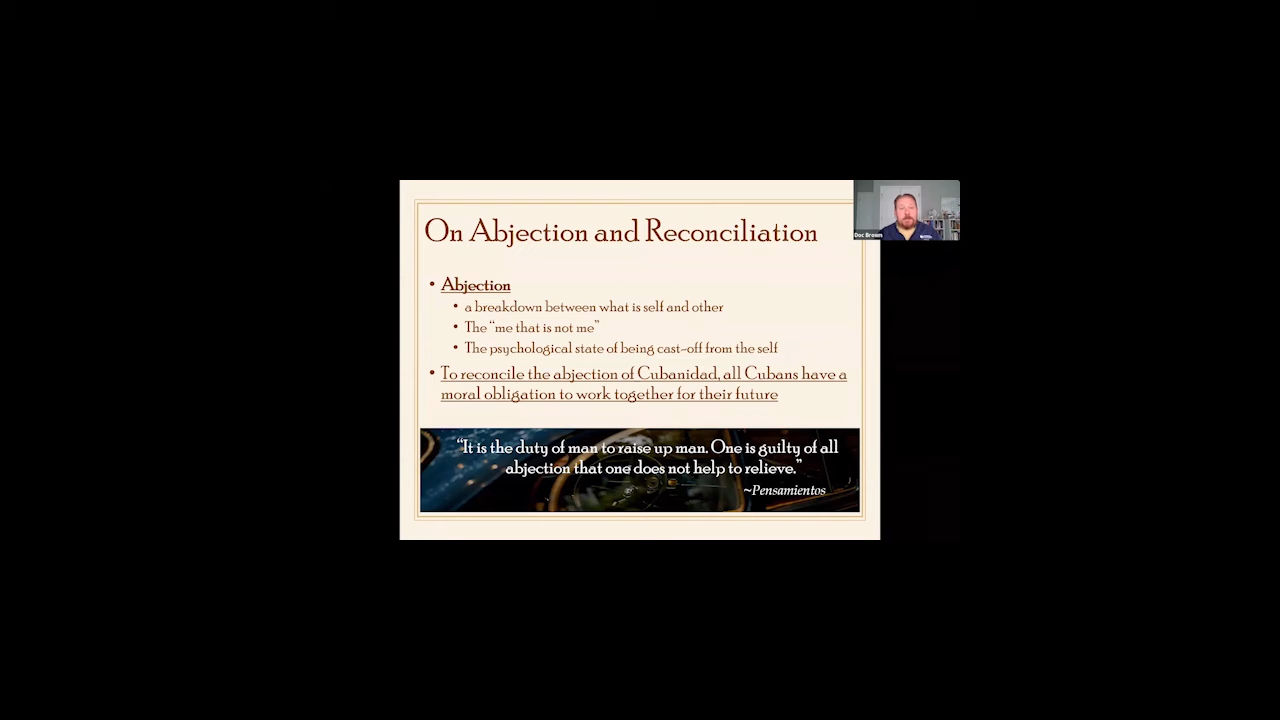 On Abjection and Reconciliation
Doc Brown
• Abjection
• a breakdown between what is self and other
• The “me that is not me”
• The psychological state of being cast-off from the self
• To reconcile the abjection of Cubanidad, all Cubans have a
moral obligation to work together for their future
“It is the duty of man to raise up man. One is guilty of all
abjection that one does not help to relieve.”
~Pensamientos